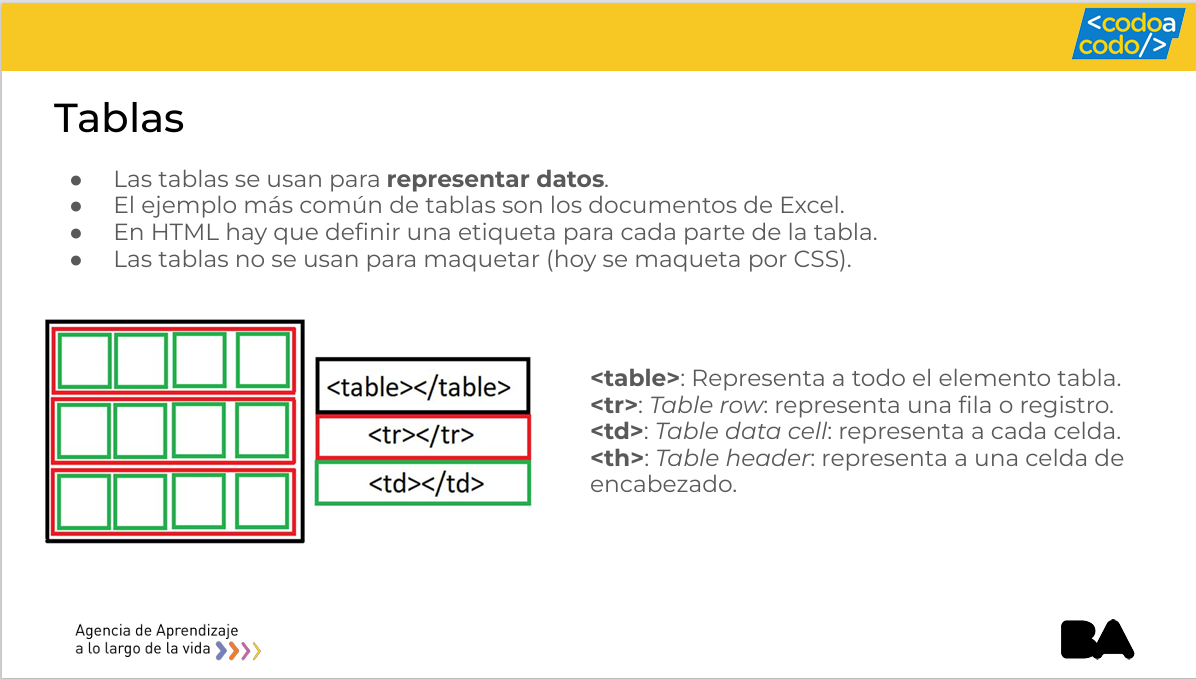 <codoa
codo/>
Tablas
● Las tablas se usan para representar datos.
● El ejemplo más común de tablas son los documentos de Excel.
● En HTML hay que definir una etiqueta para cada parte de la tabla.
● Las tablas no se usan para maquetar (hoy se maqueta por CSS).
<table></table>
<tr></tr>
<td></td>
<table>: Representa a todo el elemento tabla.
<tr>: Table row: representa una fila o registro.
<td>: Table data cell: representa a cada celda.
<th>: Table header: representa a una celda de
encabezado.
Agencia de Aprendizaje
a lo largo de la vida
BA